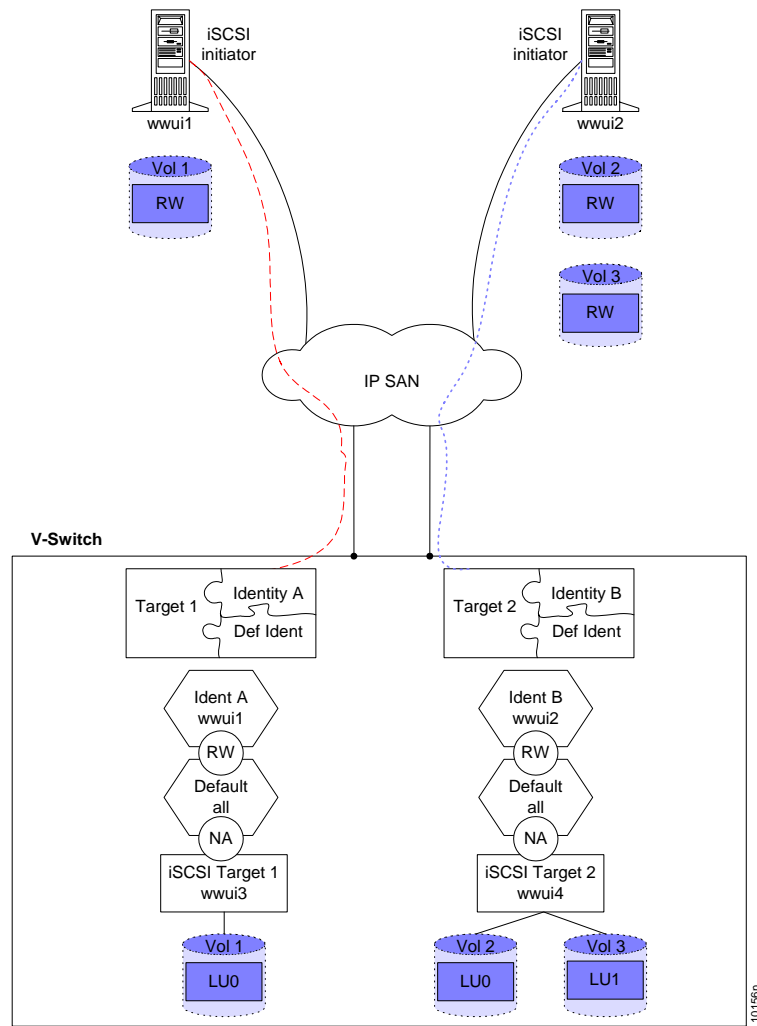 iSCSI
initiator
iSCSI
initiator
wwui1
wwui2
Vol 1
RW
Vol 2
RW
Vol 3
RW
IP SAN
V-Switch
Target 1
Identity A
Def Ident
Target 2
Identity B
Def Ident
Ident A
wwui1
RW
Default
all
NA
iSCSI Target 1
wwui3
Vol 1
LU0
Ident B
wwui2
RW
Default
all
NA
iSCSI Target 2
wwui4
Vol 2
LU0
Vol 3
LU1
10156n